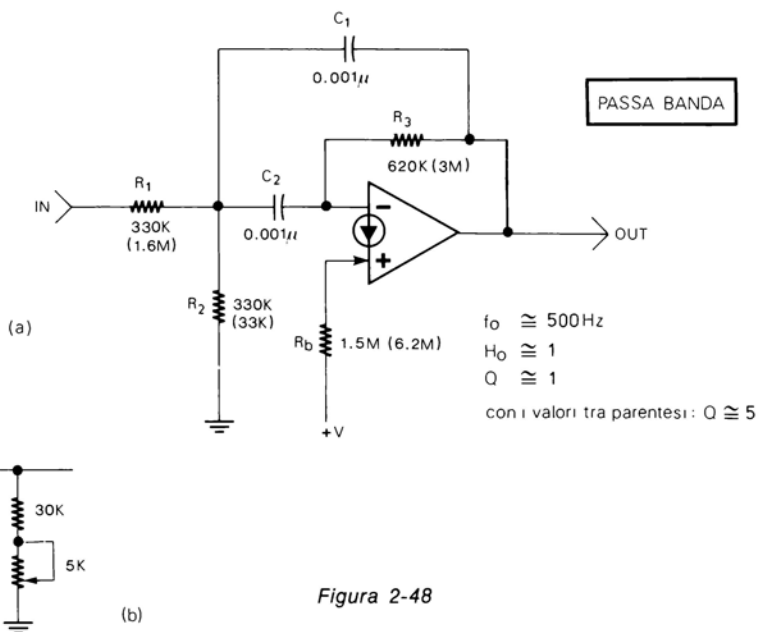 C1
0.001μ
PASSA BANDA
R3
620K (3M)
R1
C2
IN
330K
(1.6M)
0.001μ
−
+
OUT
R2
330K
(33K)
(a)
Rb
1.5M (6.2M)
+V
fo ≅ 500Hz
Ho ≅ 1
Q ≅ 1
con i valori tra parentesi: Q ≅ 5
30K
5K
(b)
Figura 2-48